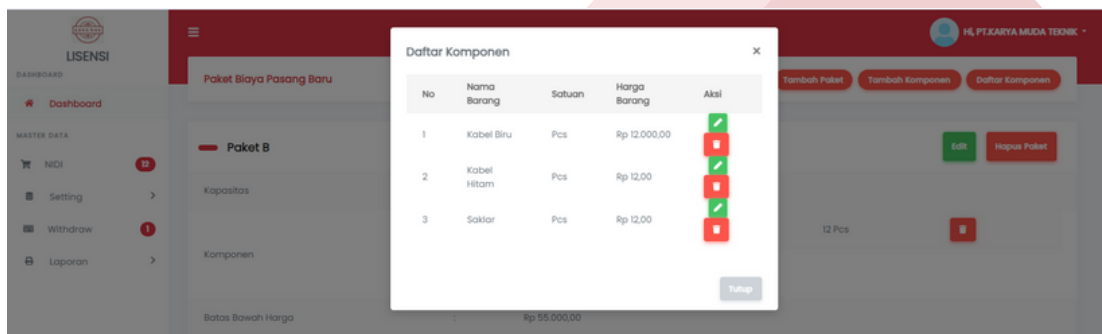 LISENSI
Hi, PT.KARYA MUDA TEKNIK
DASHBOARD
Dashboard
MASTER DATA
NIDI 12
Setting
Withdraw 1
Laporan
Paket Biaya Pasang Baru
Tambah Paket Tambah Komponen Daftar Komponen
Paket B
Edit Hapus Paket
Kapasitas
Komponen
12 Pcs
Batas Bawah Harga : Rp 55.000,00
Daftar Komponen ×
No Nama Barang Satuan Harga Barang Aksi
1 Kabel Biru Pcs Rp 12.000,00
2 Kabel Hitam Pcs Rp 12,00
3 Saklar Pcs Rp 12,00
Tutup